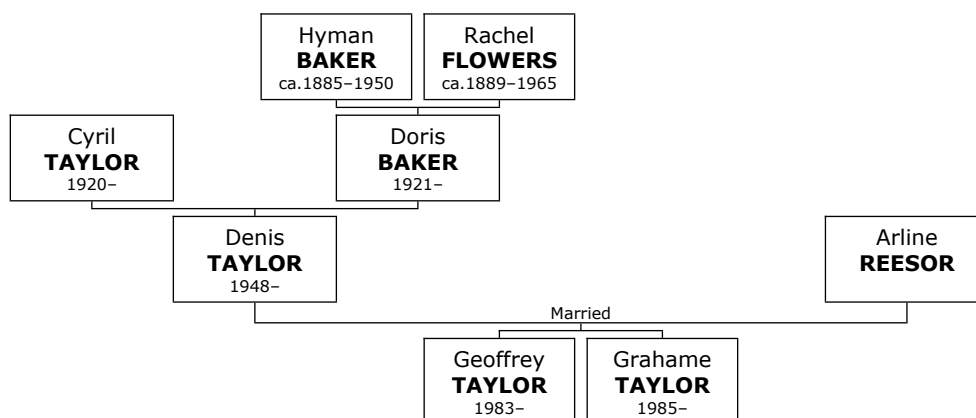 Hyman
BAKER
ca.1885–1950
Rachel
FLOWERS
ca.1889–1965
Cyril
TAYLOR
1920–
Doris
BAKER
1921–
Denis
TAYLOR
1948–
Arline
REESOR
Married
Geoffrey
TAYLOR
1983–
Grahame
TAYLOR
1985–